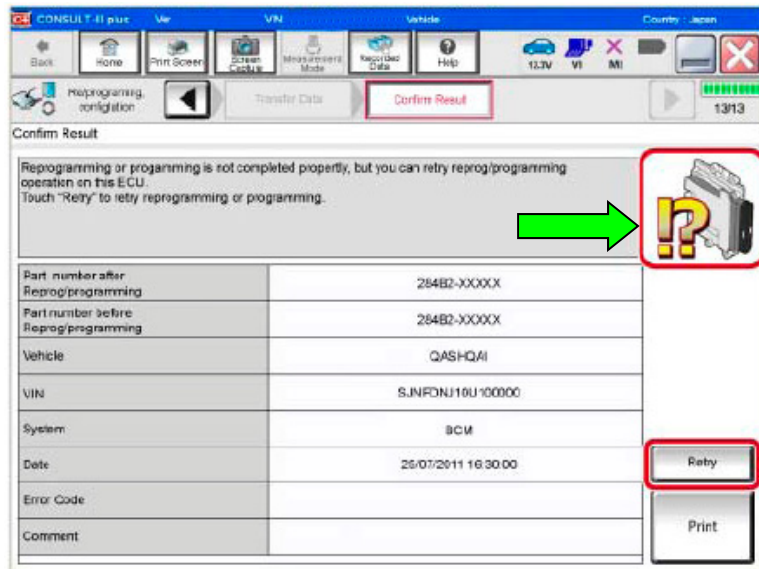 CONSULT-III plus Ver VIN Vehicle Country : Japan
Back Home Print Screen Screen Capture Measurement Mode Recorded Data Help 12.3V VI MI
Reprograming, configlation Transfer Data Confirm Result 13/13
Confirm Result
Reprogramming or progamming is not completed propertly, but you can retry reprog/programming
operation on this ECU.
Touch "Retry" to retry reprogramming or programming.
!?
Part number after
Reprog/programming
284B2-XXXXX
Part number before
Reprog/programming
284B2-XXXXX
Vehicle QASHQAI
VIN SJNFDNJ10U100000
System BCM
Date 26/07/2011 16:30:00
Retry
Error Code
Comment
Print